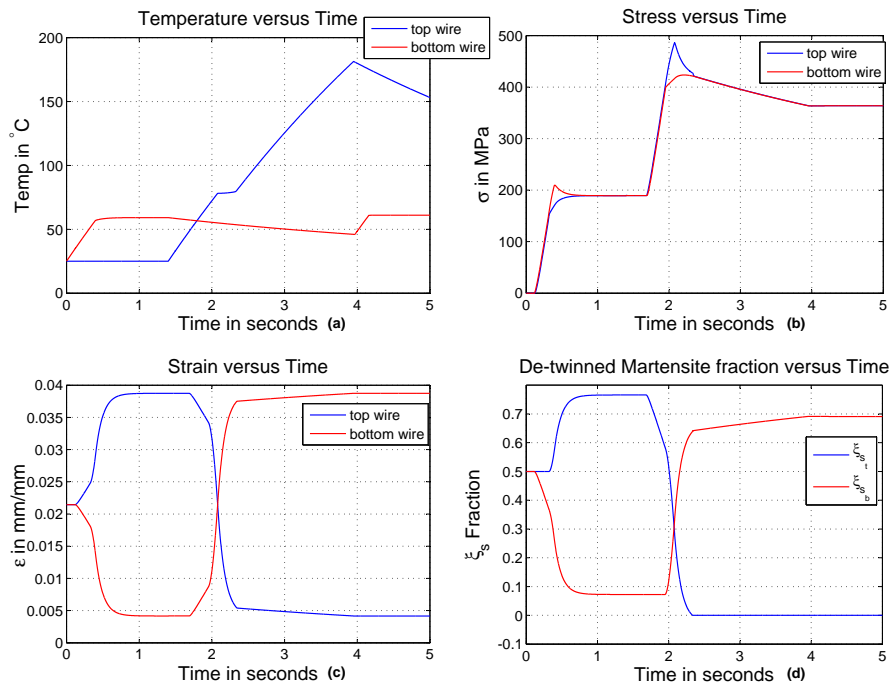 Temperature versus Time
top wire
bottom wire
200
150
100
50
0
Temp in °C
0 1 2 3 4 5
Time in seconds (a)
Stress versus Time
top wire
bottom wire
500
400
300
200
100
0
σ in MPa
0 1 2 3 4 5
Time in seconds (b)
Strain versus Time
top wire
bottom wire
0.04
0.035
0.03
0.025
0.02
0.015
0.01
0.005
0
ε in mm/mm
0 1 2 3 4 5
Time in seconds (c)
De-twinned Martensite fraction versus Time
ξs t
ξs b
0.7
0.6
0.5
0.4
0.3
0.2
0.1
0
-0.1
ξs Fraction
0 1 2 3 4 5
Time in seconds (d)